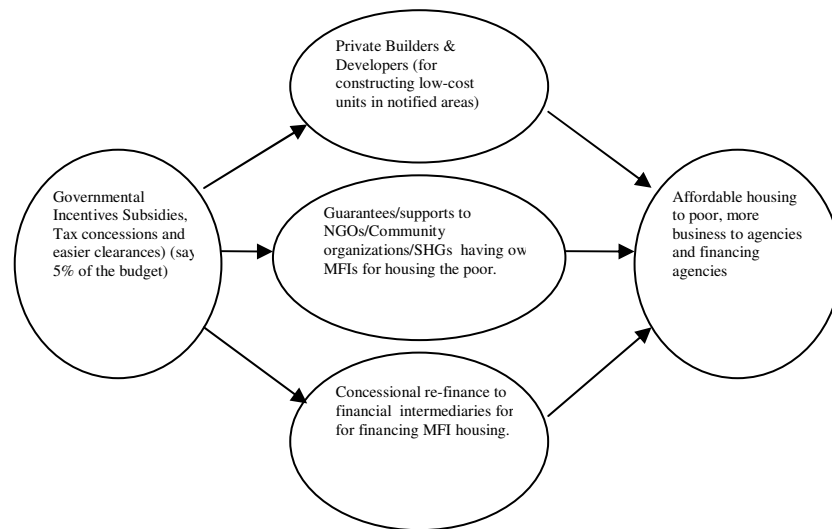 Private Builders &
Developers (for
constructing low-cost
units in notified areas)
Governmental
Incentives Subsidies,
Tax concessions and
easier clearances) (say
5% of the budget)
Guarantees/supports to
NGOs/Community
organizations/SHGs having ow
MFIs for housing the poor.
Affordable housing
to poor, more
business to agencies
and financing
agencies
Concessional re-finance to
financial intermediaries for
for financing MFI housing.